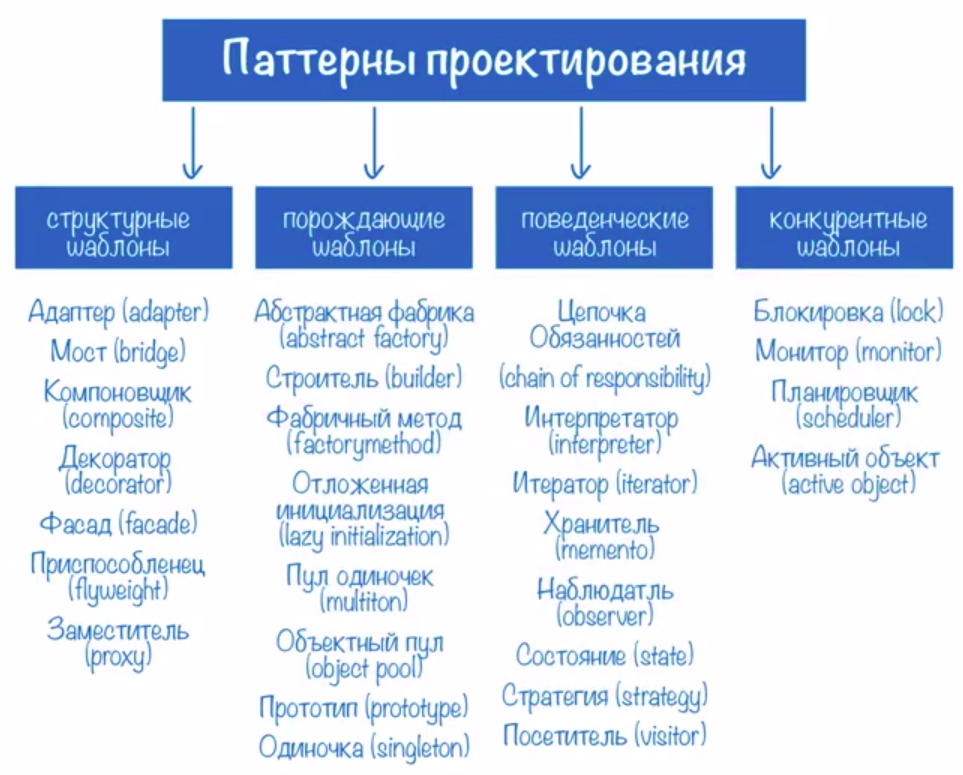 Паттерны проектирования
структурные
шаблоны
Адаптер (adapter)
Мост (bridge)
Компоновщик
(composite)
Декоратор
(decorator)
Фасад (facade)
Приспособленец
(flyweight)
Заместитель
(proxy)
порождающие
шаблоны
Абстрактная фабрика
(abstract factory)
Строитель (builder)
Фабричный метод
(factorymethod)
Отложенная
инициализация
(lazy initialization)
Пул одиночек
(multiton)
Объектный пул
(object pool)
Прототип (prototype)
Одиночка (singleton)
поведенческие
шаблоны
Цепочка
Обязанностей
(chain of responsibility)
Интерпретатор
(interpreter)
Итератор (iterator)
Хранитель
(memento)
Наблюдатль
(observer)
Состояние (state)
Стратегия (strategy)
Посетитель (visitor)
конкурентные
шаблоны
Блокировка (lock)
Монитор (monitor)
Планировщик
(scheduler)
Активный объект
(active object)